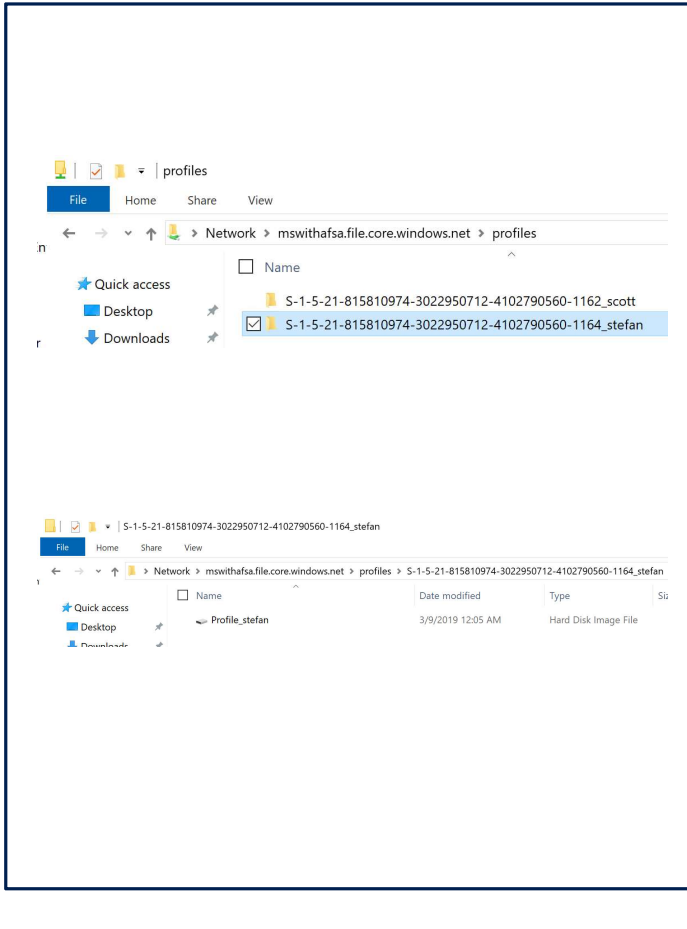 profiles
File Home Share View
Network > mswithafsa.file.core.windows.net > profiles
Name
Quick access
S-1-5-21-815810974-3022950712-4102790560-1162_scott
Desktop
S-1-5-21-815810974-3022950712-4102790560-1164_stefan
Downloads
S-1-5-21-815810974-3022950712-4102790560-1164_stefan
File Home Share View
Network > mswithafsa.file.core.windows.net > profiles > S-1-5-21-815810974-3022950712-4102790560-1164_stefan
Name Date modified Type
Quick access
Profile_stefan 3/9/2019 12:05 AM Hard Disk Image File
Desktop
Downloads